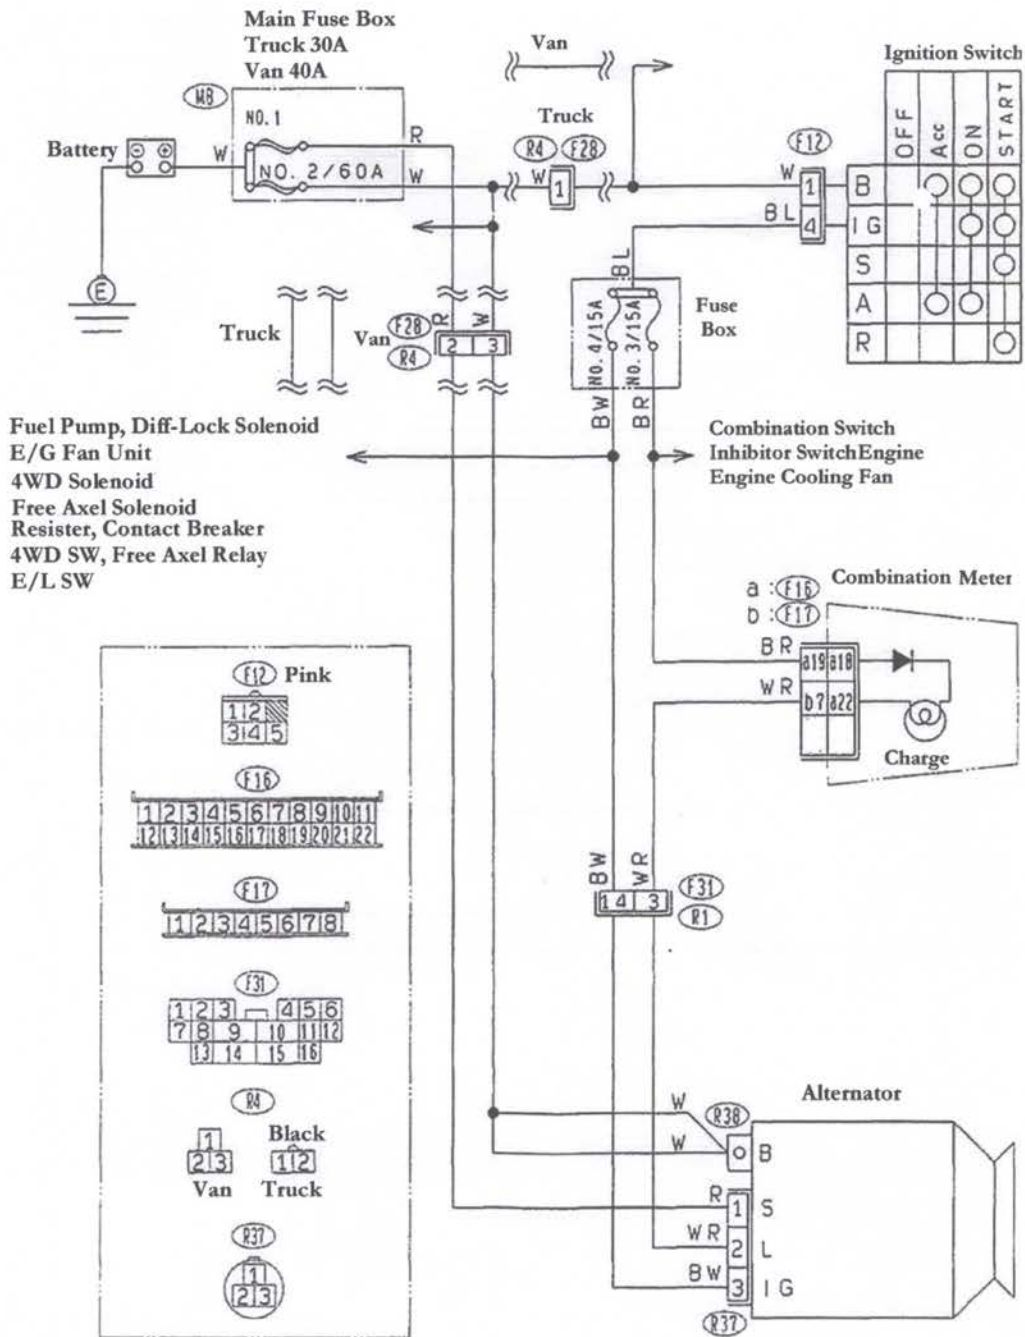 Main Fuse Box
Truck 30A
Van 40A
M8
NO.1
NO. 2/60A
Battery
W
R
W
E
Van
Truck
R4 F28
W
1
Ignition Switch
OFF
Acc
ON
START
F12
W
1
B
BL
4
IG
S
A
R
BL
Fuse
Box
NO. 4/15A
NO. 3/15A
BW
BR
Truck
Van
F28
R4
R
W
2 3
Fuel Pump, Diff-Lock Solenoid
E/G Fan Unit
4WD Solenoid
Free Axel Solenoid
Resister, Contact Breaker
4WD SW, Free Axel Relay
E/L SW
Combination Switch
Inhibitor SwitchEngine
Engine Cooling Fan
a :F16
b :F17
Combination Meter
BR
a19 a18
WR
b7 a22
Charge
F12 Pink
1 2
3 4 5
F16
1 2 3 4 5 6 7 8 9 10 11
12 13 14 15 16 17 18 19 20 21 22
F17
1 2 3 4 5 6 7 8
F31
1 2 3 4 5 6
7 8 9 10 11 12
13 14 15 16
R4
Black
1
2 3
1 2
Van Truck
R37
1
2 3
BW
WR
14 3
F31
R1
Alternator
W
R38
W
B
R
1 S
WR
2 L
BW
3 IG
R37